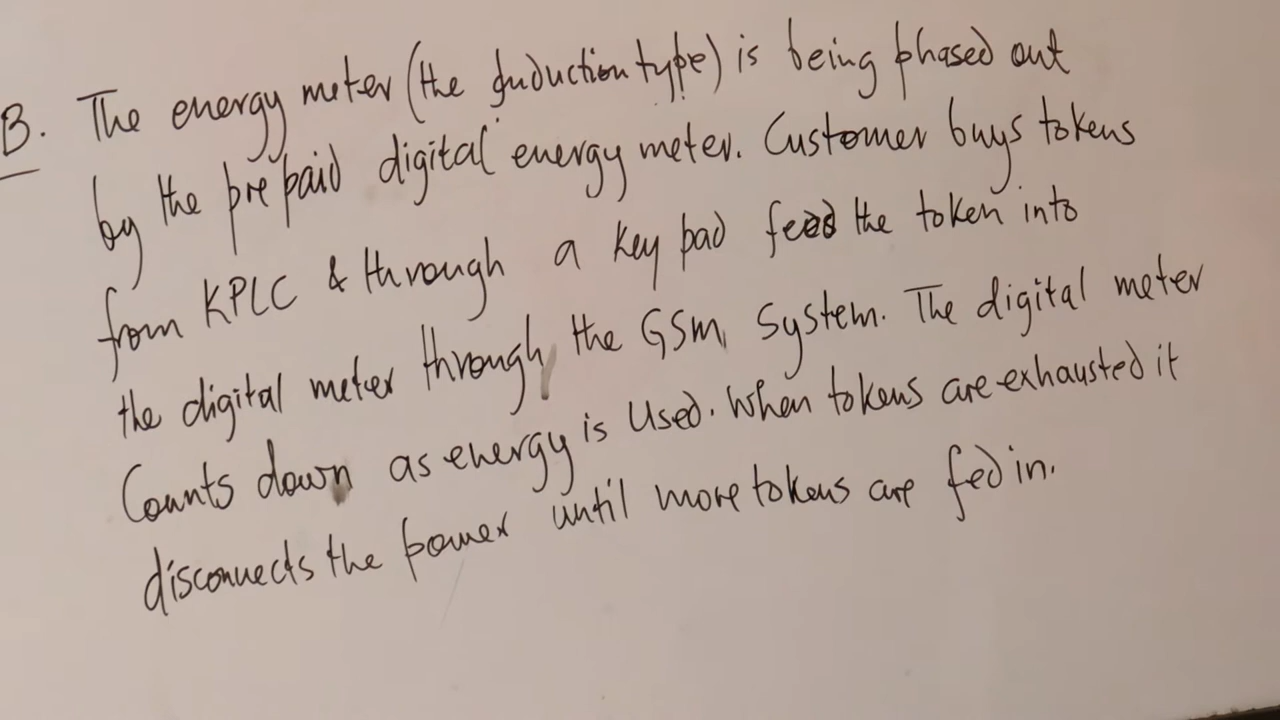 B. The energy meter (the Induction type) is being phased out
by the prepaid digital energy meter. Customer buys tokens
from KPLC & through a key pad feeds the token into
the digital meter through the GSM system. The digital meter
Counts down as energy is used. When tokens are exhausted it
disconnects the power until more tokens are fed in.